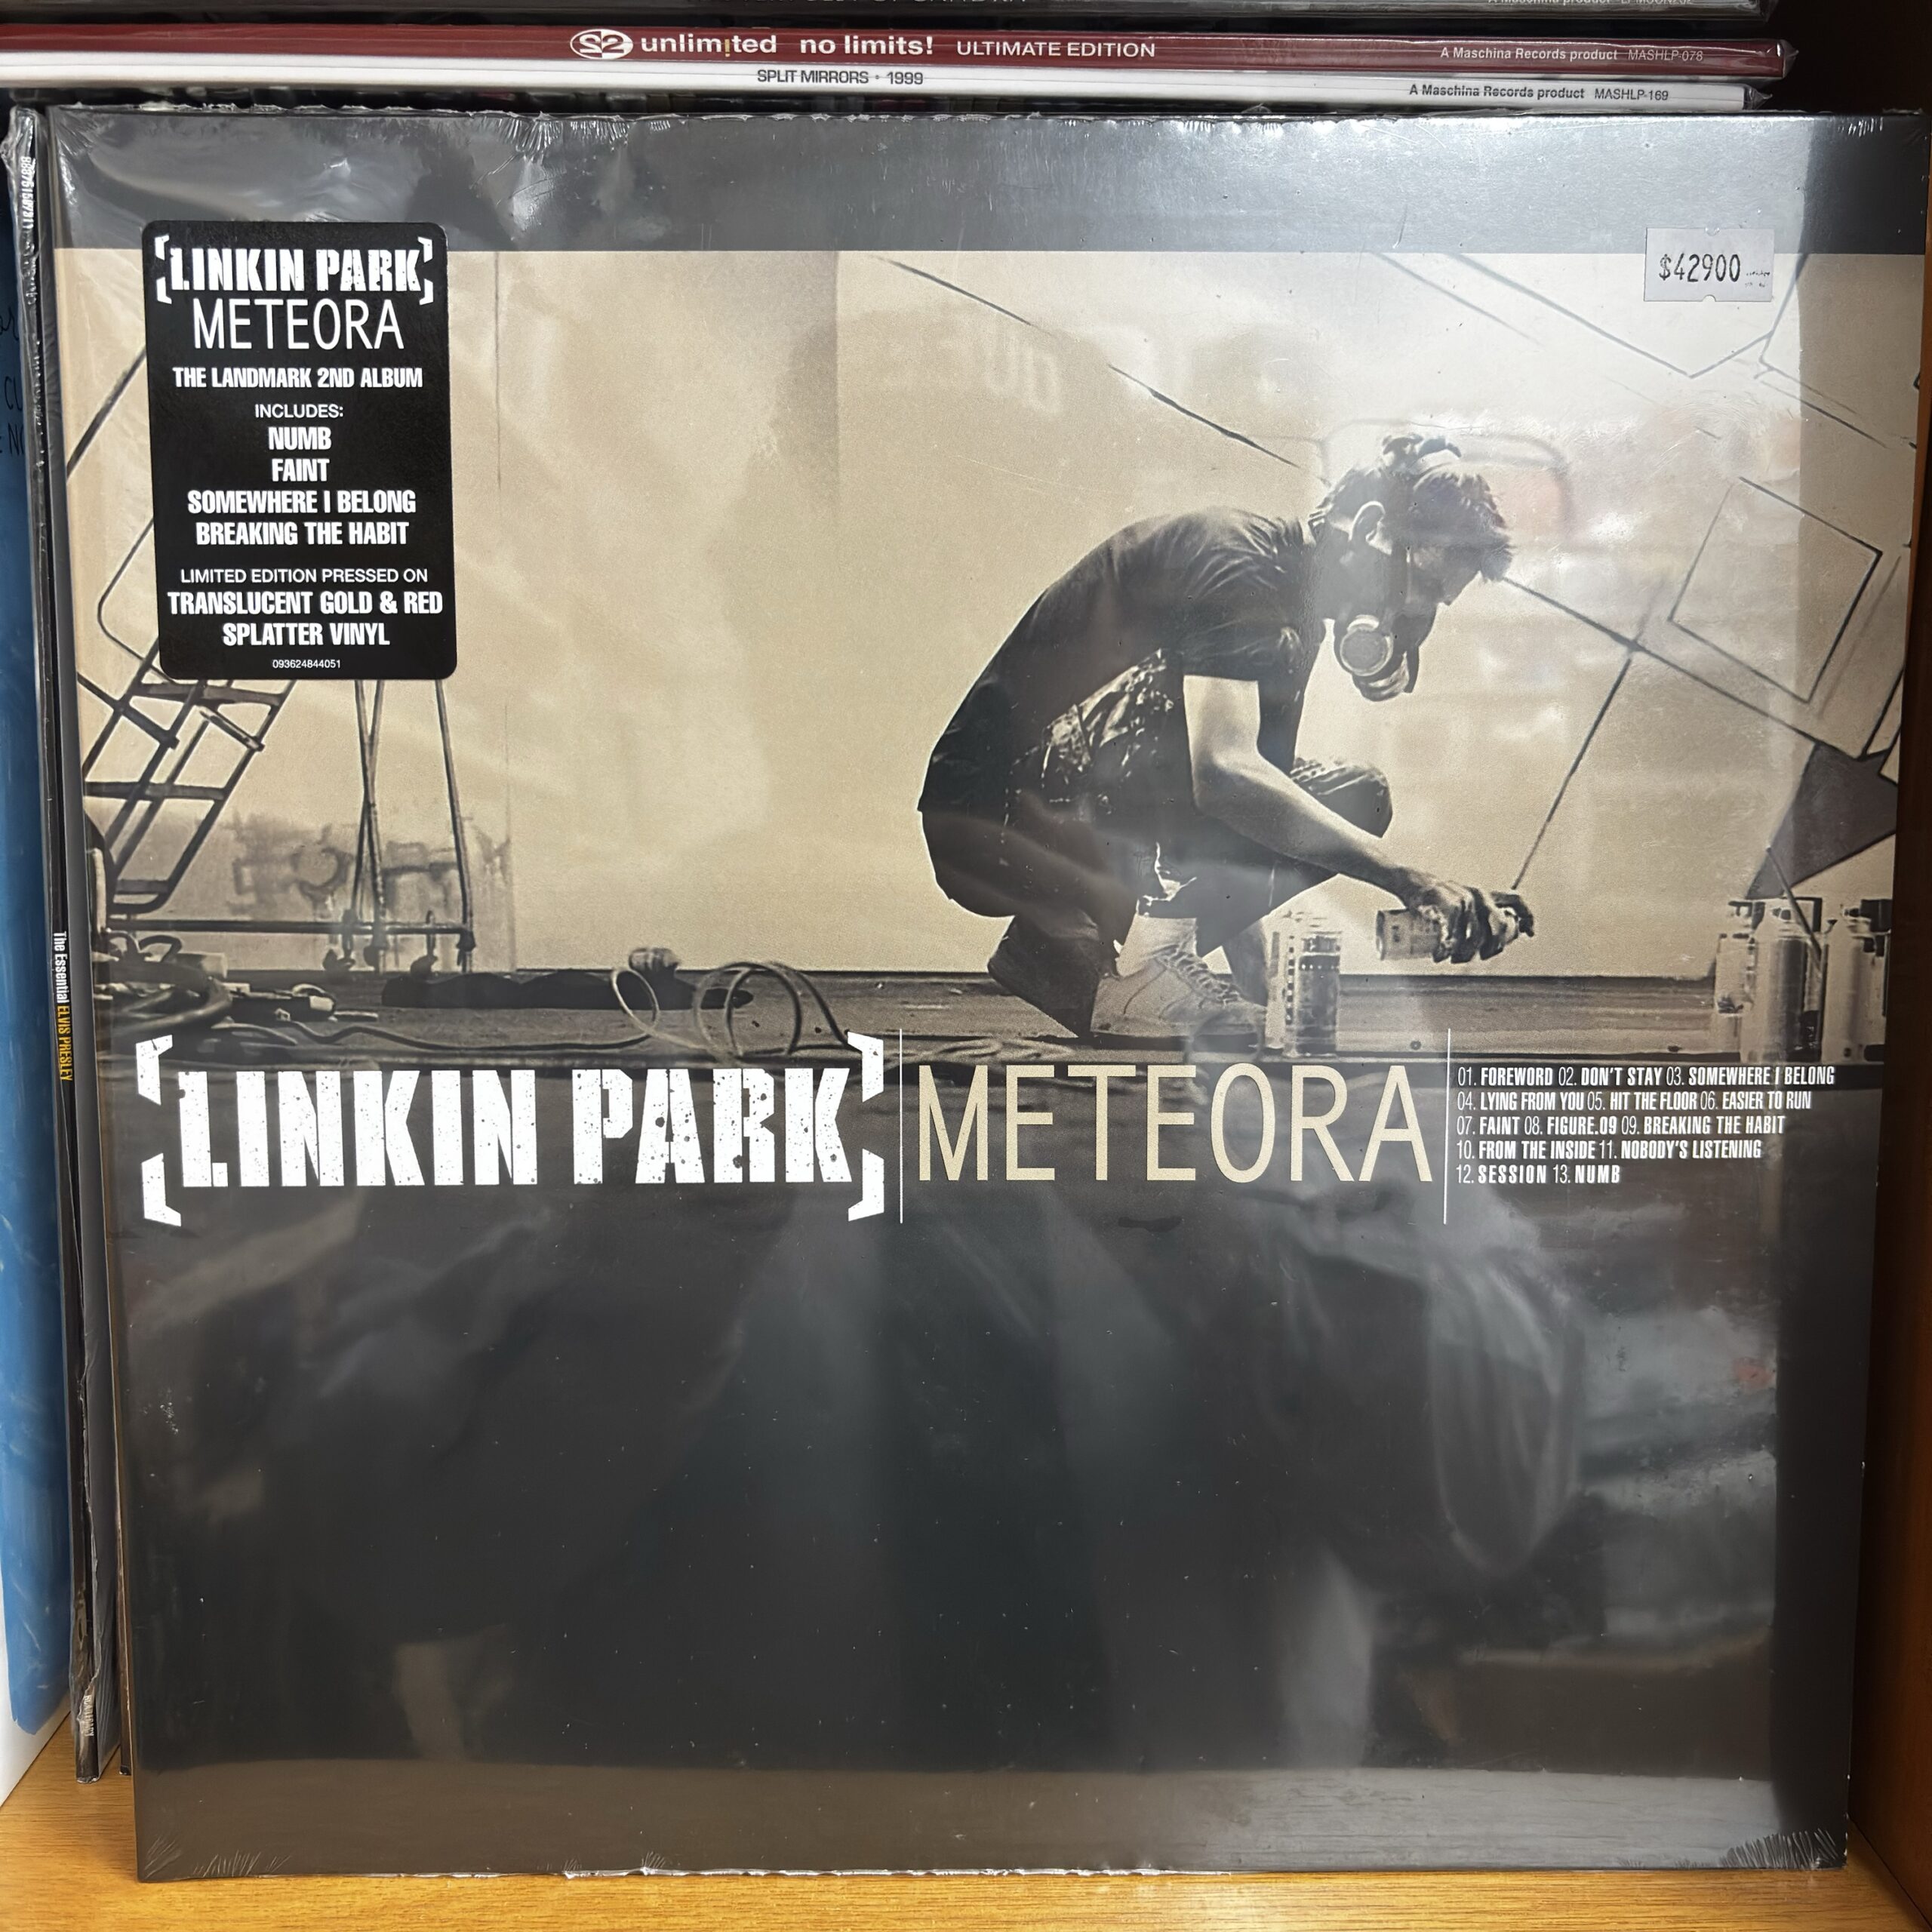 S2 unlim!ted no limits! ULTIMATE EDITION
A Maschina Records product MASHLP-078
SPLIT MIRRORS • 1999
A Maschina Records product MASHLP-169
$42900
[LINKIN PARK]
METEORA
THE LANDMARK 2ND ALBUM
INCLUDES:
NUMB
FAINT
SOMEWHERE I BELONG
BREAKING THE HABIT
LIMITED EDITION PRESSED ON
TRANSLUCENT GOLD & RED
SPLATTER VINYL
093624844051
The Essential ELVIS PRESLEY
[LINKIN PARK]
METEORA
01. FOREWORD 02. DON'T STAY 03. SOMEWHERE I BELONG
04. LYING FROM YOU 05. HIT THE FLOOR 06. EASIER TO RUN
07. FAINT 08. FIGURE.09 09. BREAKING THE HABIT
10. FROM THE INSIDE 11. NOBODY'S LISTENING
12. SESSION 13. NUMB